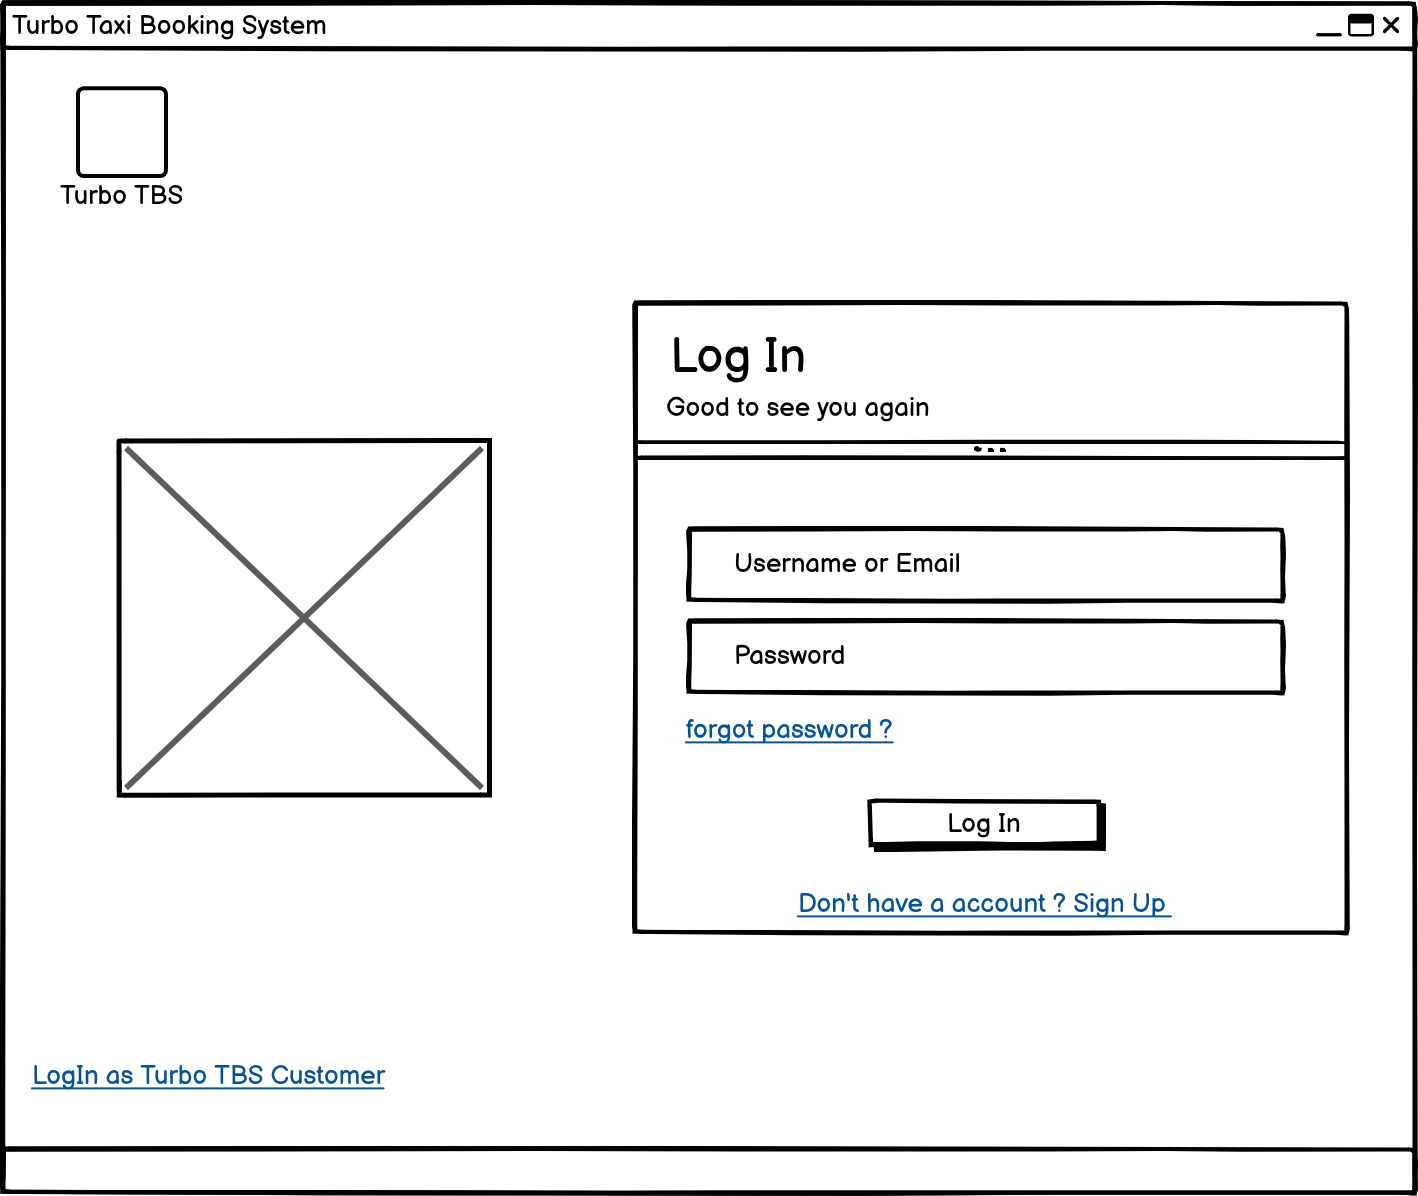 Turbo Taxi Booking System
Turbo TBS
Log In
Good to see you again
Username or Email
Password
forgot password ?
Log In
Don't have a account ? Sign Up
LogIn as Turbo TBS Customer